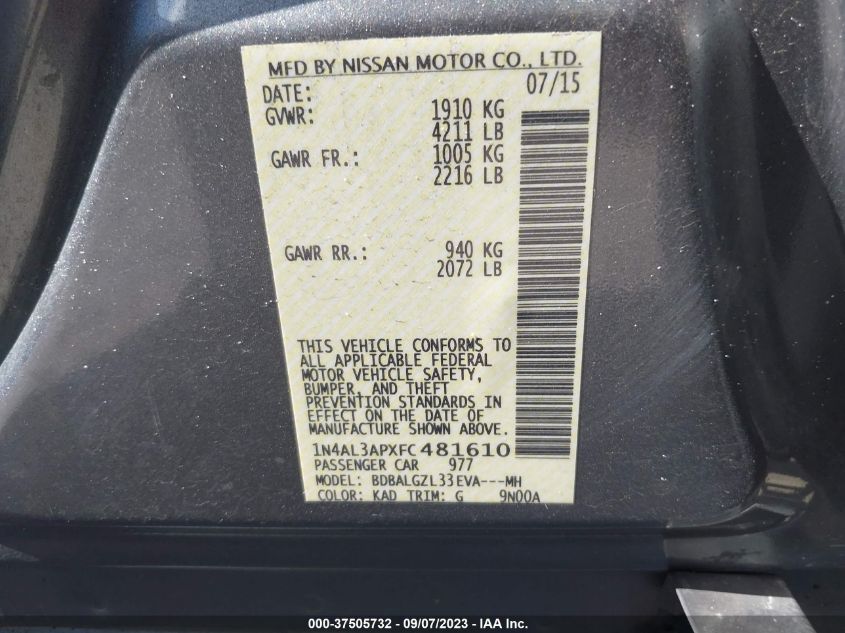 MFD BY NISSAN MOTOR CO., LTD.
DATE: 07/15
GVWR: 1910 KG
4211 LB
GAWR FR.: 1005 KG
2216 LB
GAWR RR.: 940 KG
2072 LB
THIS VEHICLE CONFORMS TO
ALL APPLICABLE FEDERAL
MOTOR VEHICLE SAFETY,
BUMPER, AND THEFT
PREVENTION STANDARDS IN
EFFECT ON THE DATE OF
MANUFACTURE SHOWN ABOVE.
1N4AL3APXFC481610
PASSENGER CAR 977
MODEL: BDBALGZL33EVA---MH
COLOR: KAD TRIM: G 9N00A
000-37505732 - 09/07/2023 - IAA Inc.